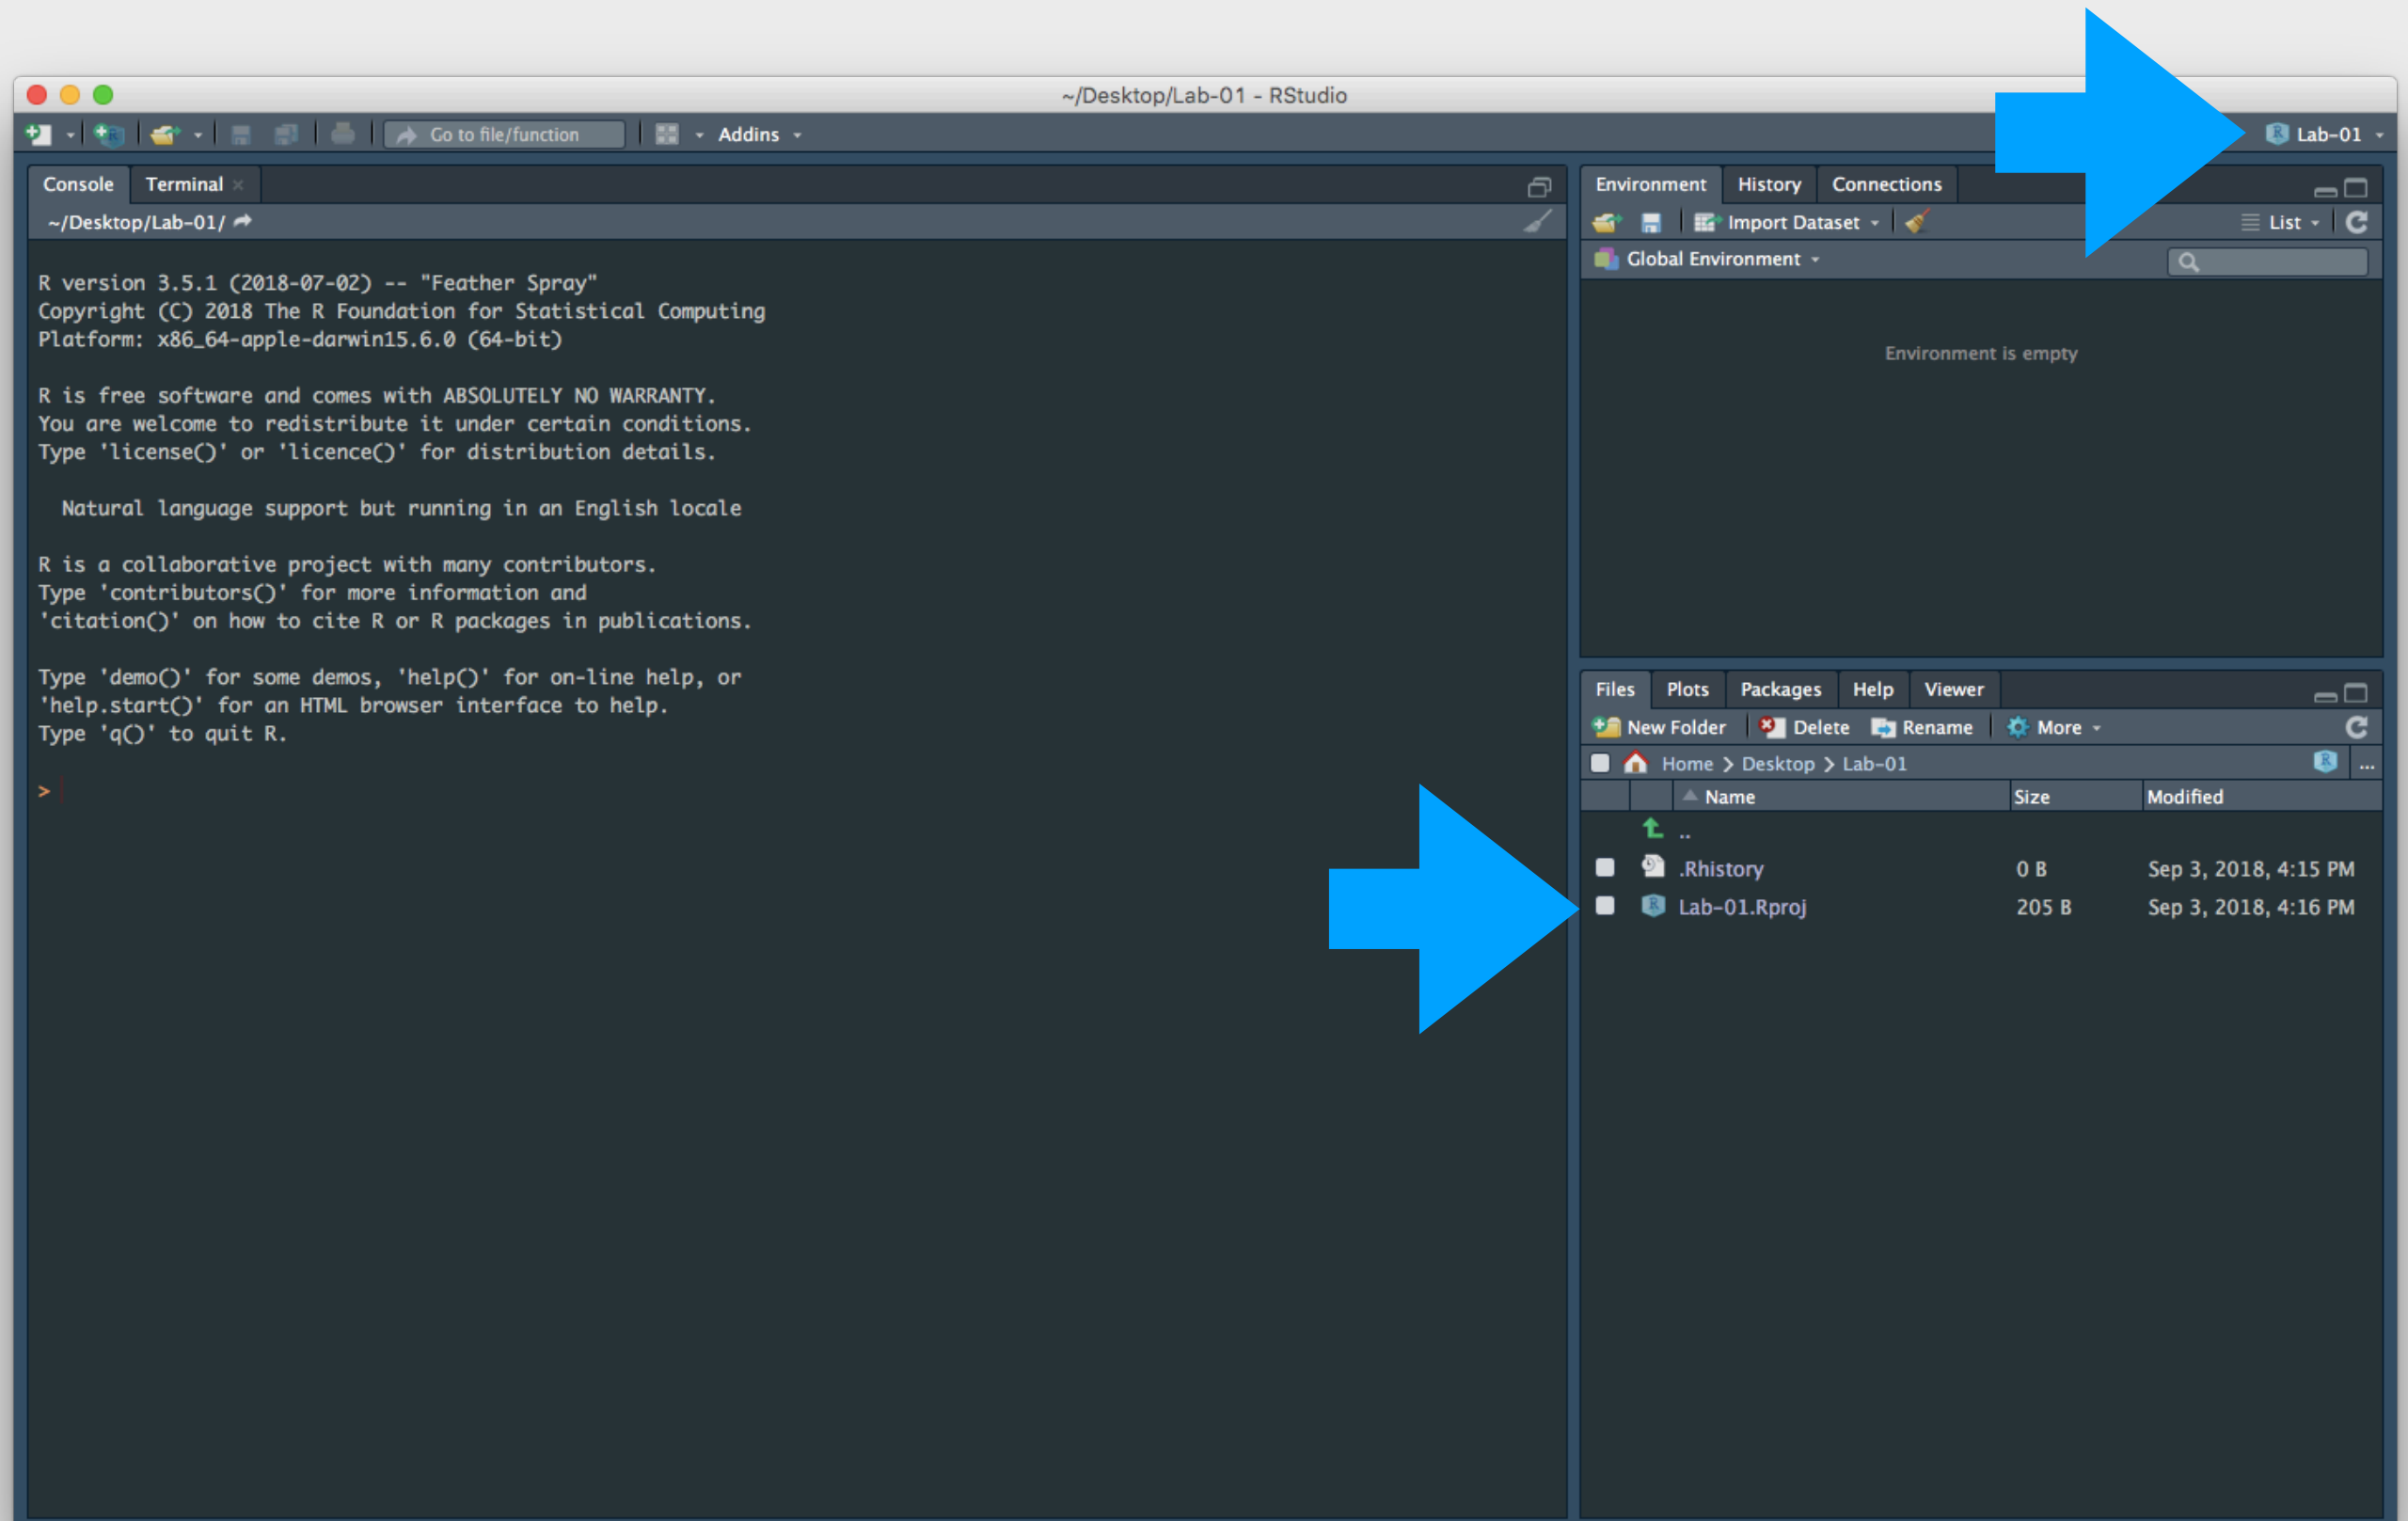 ~/Desktop/Lab-01 - RStudio
Go to file/function
Addins
Lab-01
Console
Terminal
~/Desktop/Lab-01/
R version 3.5.1 (2018-07-02) -- "Feather Spray"
Copyright (C) 2018 The R Foundation for Statistical Computing
Platform: x86_64-apple-darwin15.6.0 (64-bit)
R is free software and comes with ABSOLUTELY NO WARRANTY.
You are welcome to redistribute it under certain conditions.
Type 'license()' or 'licence()' for distribution details.
Natural language support but running in an English locale
R is a collaborative project with many contributors.
Type 'contributors()' for more information and
'citation()' on how to cite R or R packages in publications.
Type 'demo()' for some demos, 'help()' for on-line help, or
'help.start()' for an HTML browser interface to help.
Type 'q()' to quit R.
>
Environment History Connections
Import Dataset List
Global Environment
Environment is empty
Files Plots Packages Help Viewer
New Folder Delete Rename More
Home > Desktop > Lab-01 ...
Name Size Modified
..
.Rhistory 0 B Sep 3, 2018, 4:15 PM
Lab-01.Rproj 205 B Sep 3, 2018, 4:16 PM